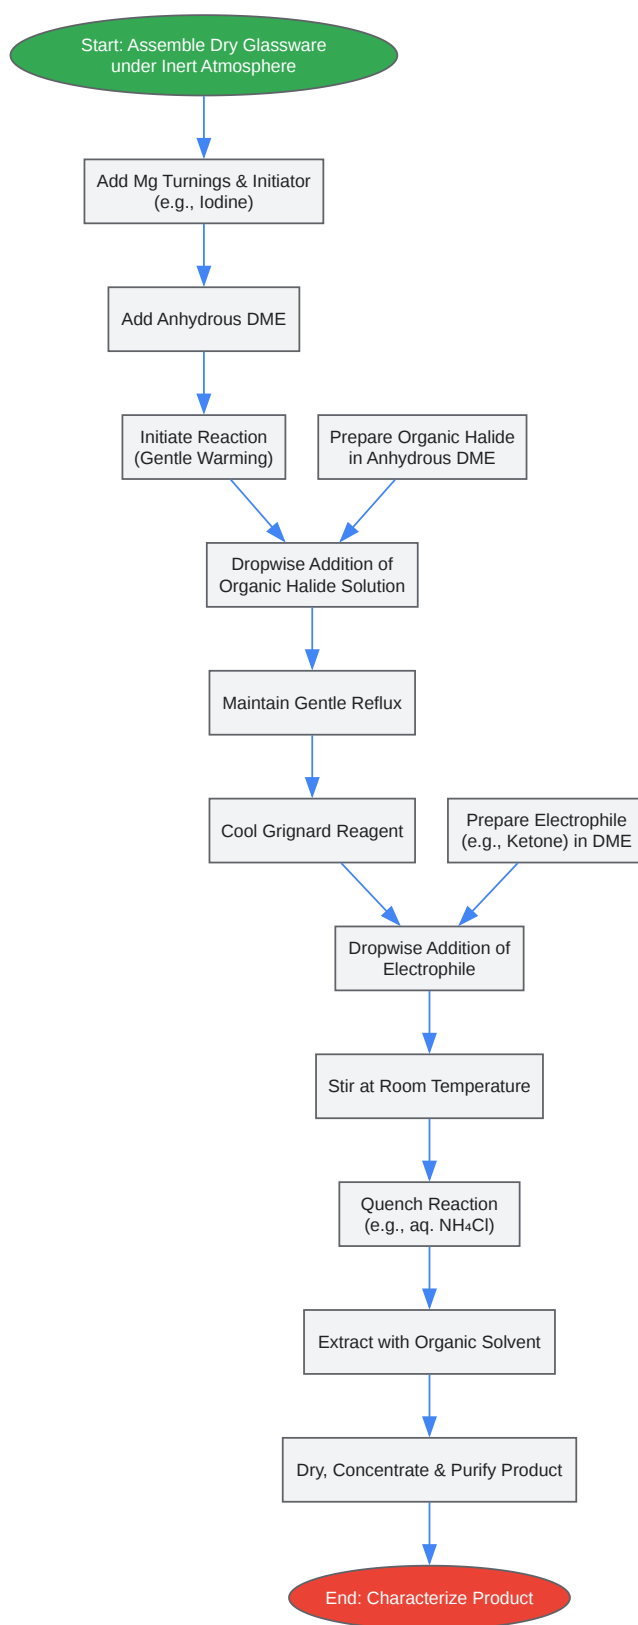 Start: Assemble Dry Glassware
under Inert Atmosphere
Add Mg Turnings & Initiator
(e.g., Iodine)
Add Anhydrous DME
Initiate Reaction
(Gentle Warming)
Prepare Organic Halide
in Anhydrous DME
Dropwise Addition of
Organic Halide Solution
Maintain Gentle Reflux
Cool Grignard Reagent
Prepare Electrophile
(e.g., Ketone) in DME
Dropwise Addition of
Electrophile
Stir at Room Temperature
Quench Reaction
(e.g., aq. NH₄Cl)
Extract with Organic Solvent
Dry, Concentrate & Purify Product
End: Characterize Product